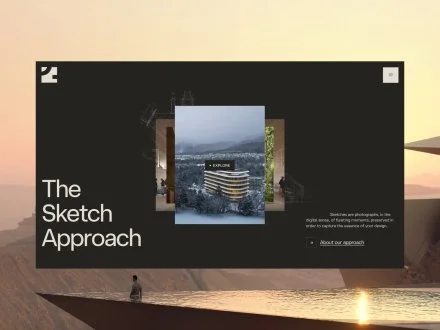 EXPLORE
The
Sketch
Approach
Sketches are photographs in the
digital sense, of fleeting moments, preserved in
order to capture the essence of your design.
About our approach